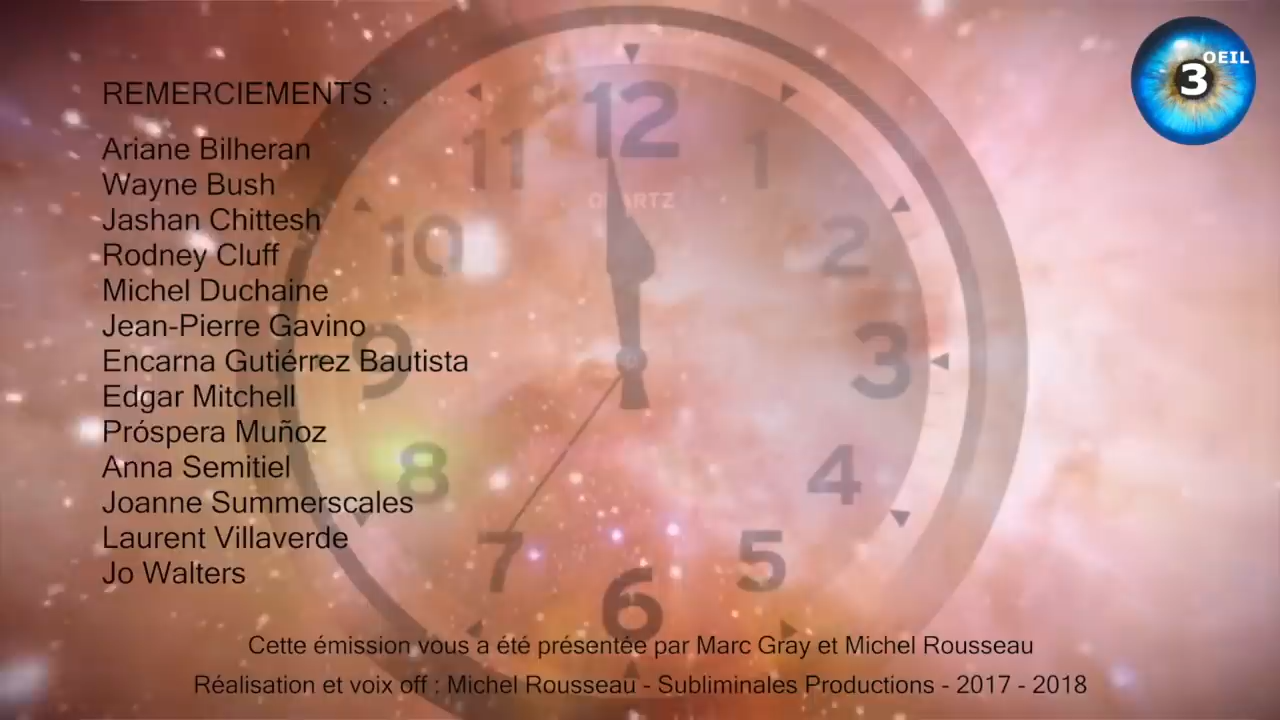 OEIL
3
REMERCIEMENTS :
Ariane Bilheran
Wayne Bush
Jashan Chittesh
Rodney Cluff
Michel Duchaine
Jean-Pierre Gavino
Encarna Gutiérrez Bautista
Edgar Mitchell
Próspera Muñoz
Anna Semitiel
Joanne Summerscales
Laurent Villaverde
Jo Walters
12
11
1
QUARTZ
10
2
9
3
8
4
7
5
6
Cette émission vous a été présentée par Marc Gray et Michel Rousseau
Réalisation et voix off : Michel Rousseau - Subliminales Productions - 2017 - 2018